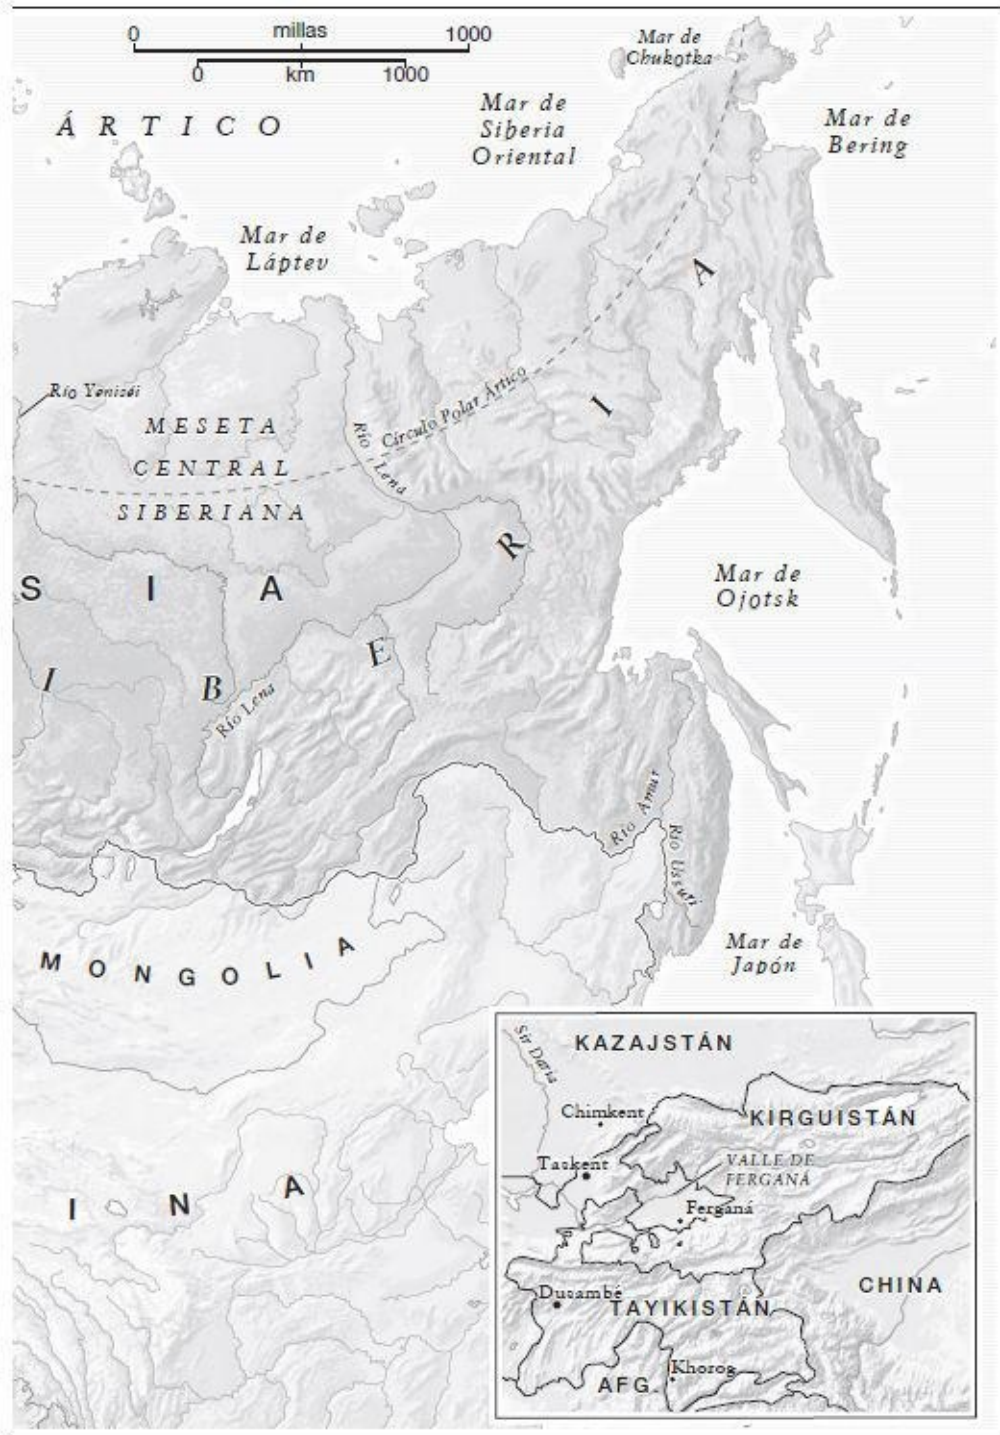 0 millas 1000
0 km 1000
ÁRTICO
Mar de
Chukotka
Mar de
Siberia
Oriental
Mar de
Bering
Mar de
Láptev
A
Río Yeniséi
Círculo Polar Ártico
I
MESETA
CENTRAL
SIBERIANA
Río Lena
R
SIA
Mar de
Ojotsk
E
I B
Río Lena
Río Amur
Río Ussuri
MONGOLIA
Mar de
Japón
INA
Sir Daria
KAZAJSTÁN
Chimkent
KIRGUISTÁN
Taskent
VALLE DE
FERGANÁ
Ferganá
CHINA
Dusambé
TAYIKISTÁN
Khorog
AFG.